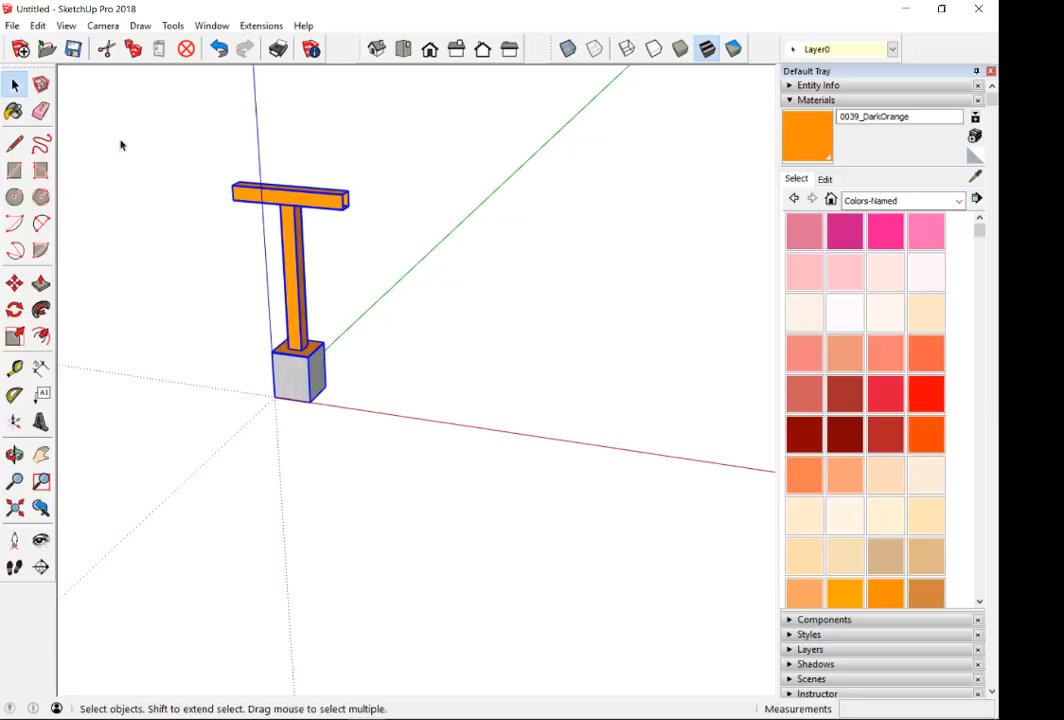 Untitled - SketchUp Pro 2018
File Edit View Camera Draw Tools Window Extensions Help
Layer0
Default Tray
Entity Info
Materials
0039_DarkOrange
Select Edit
Colors-Named
Components
Styles
Layers
Shadows
Scenes
Instructor
Select objects. Shift to extend select. Drag mouse to select multiple.
Measurements